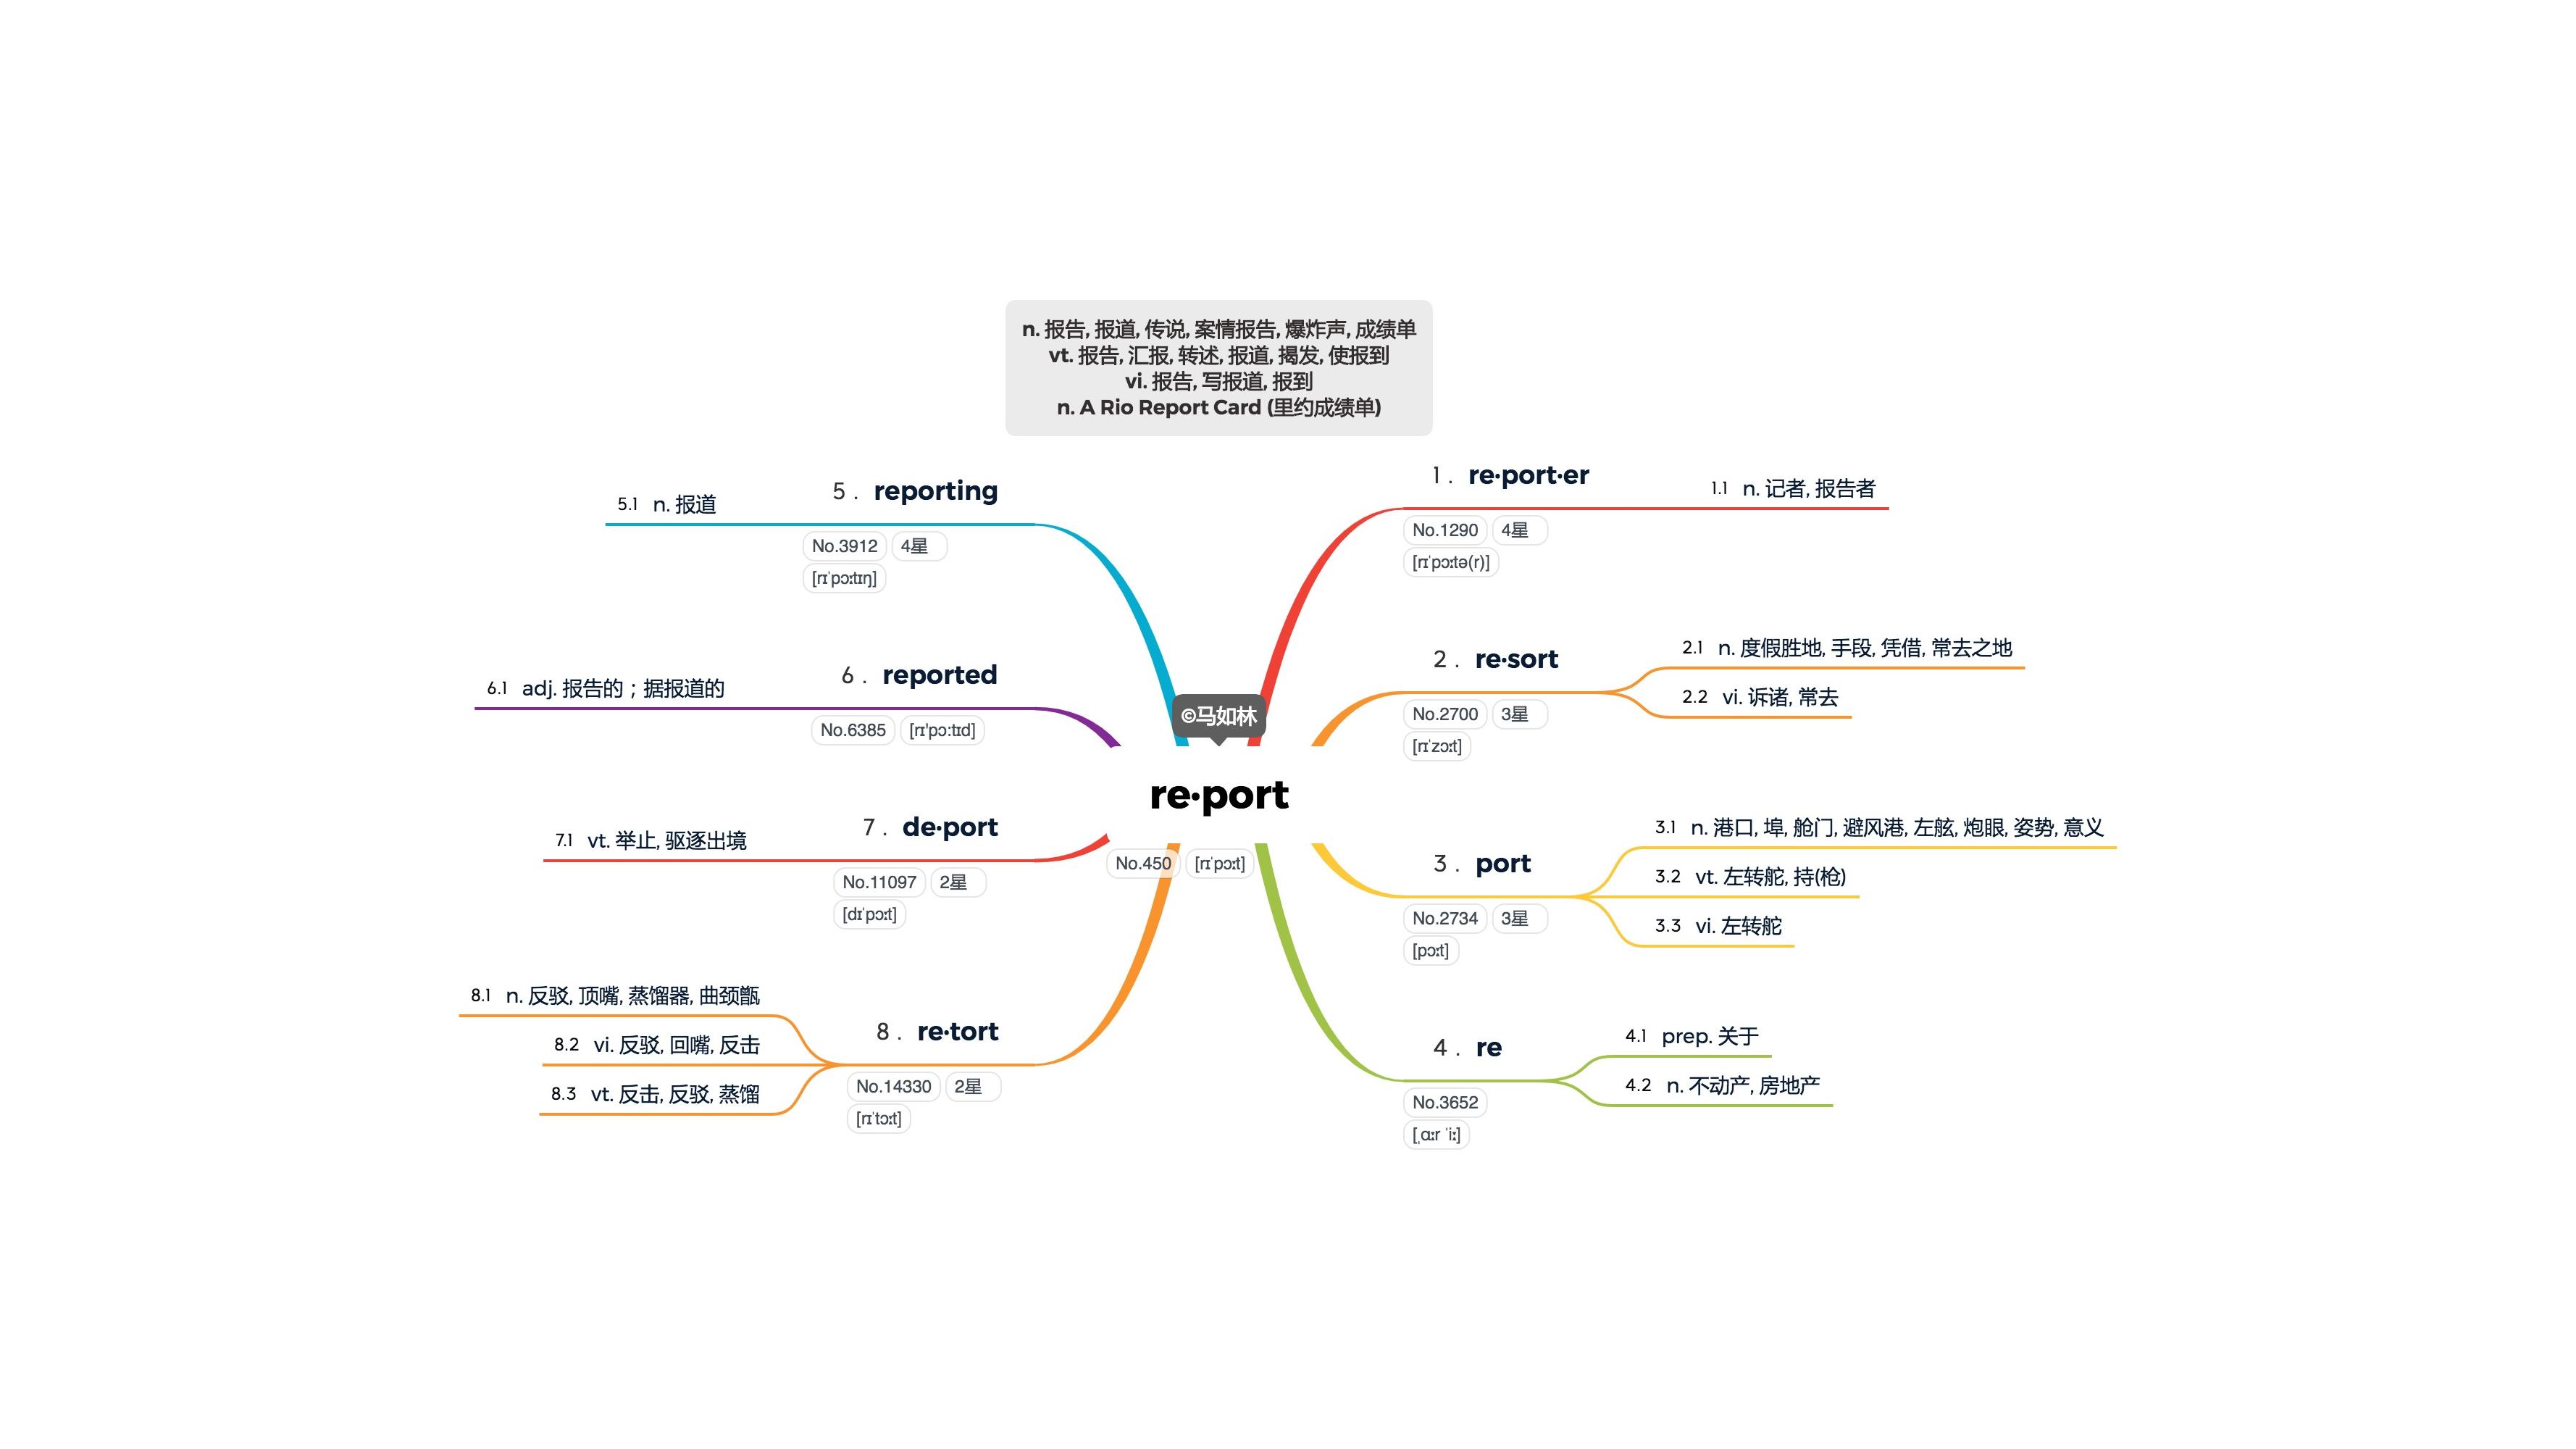 n. 报告, 报道, 传说, 案情报告, 爆炸声, 成绩单
vt. 报告, 汇报, 转述, 报道, 揭发, 使报到
vi. 报告, 写报道, 报到
n. A Rio Report Card (里约成绩单)
©马如林
re·port
No.450 [rɪˈpɔːt]
1 . re·port·er
No.1290 4星
[rɪˈpɔːtə(r)]
1.1 n. 记者, 报告者
2 . re·sort
No.2700 3星
[rɪˈzɔːt]
2.1 n. 度假胜地, 手段, 凭借, 常去之地
2.2 vi. 诉诸, 常去
3 . port
No.2734 3星
[pɔːt]
3.1 n. 港口, 埠, 舱门, 避风港, 左舷, 炮眼, 姿势, 意义
3.2 vt. 左转舵, 持(枪)
3.3 vi. 左转舵
4 . re
No.3652
[ˌɑːr ˈiː]
4.1 prep. 关于
4.2 n. 不动产, 房地产
5 . reporting
No.3912 4星
[rɪˈpɔːtɪŋ]
5.1 n. 报道
6 . reported
No.6385 [rɪ'pɔ:tɪd]
6.1 adj. 报告的；据报道的
7 . de·port
No.11097 2星
[dɪˈpɔːt]
7.1 vt. 举止, 驱逐出境
8 . re·tort
No.14330 2星
[rɪˈtɔːt]
8.1 n. 反驳, 顶嘴, 蒸馏器, 曲颈甑
8.2 vi. 反驳, 回嘴, 反击
8.3 vt. 反击, 反驳, 蒸馏